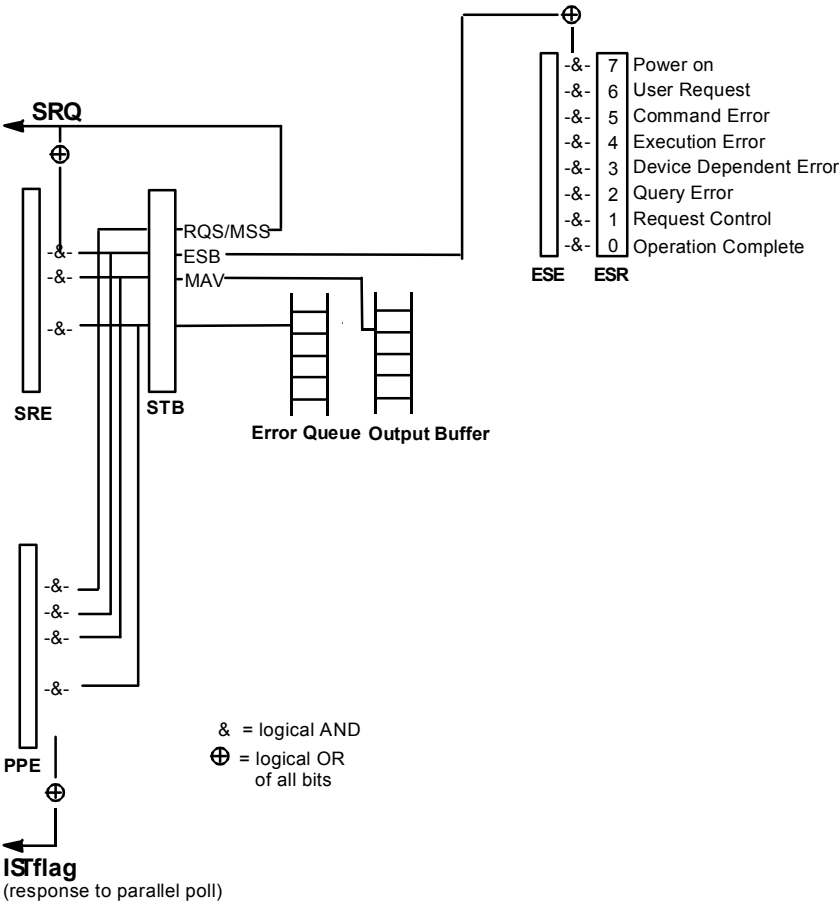 -&- 7 Power on
-&- 6 User Request
-&- 5 Command Error
-&- 4 Execution Error
-&- 3 Device Dependent Error
-&- 2 Query Error
-&- 1 Request Control
-&- 0 Operation Complete
ESE ESR
SRQ
RQS/MSS
-&- ESB
-&- MAV
-&-
SRE STB
Error Queue Output Buffer
-&-
-&-
-&-
-&-
PPE
& = logical AND
⊕ = logical OR
of all bits
ISTflag
(response to parallel poll)